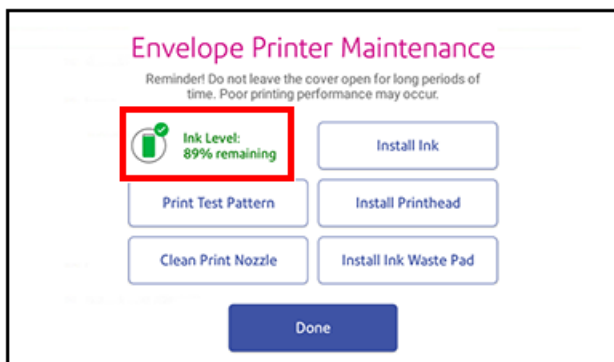 Envelope Printer Maintenance
Reminder! Do not leave the cover open for long periods of
time. Poor printing performance may occur.
Ink Level:
89% remaining
Install Ink
Print Test Pattern
Install Printhead
Clean Print Nozzle
Install Ink Waste Pad
Done